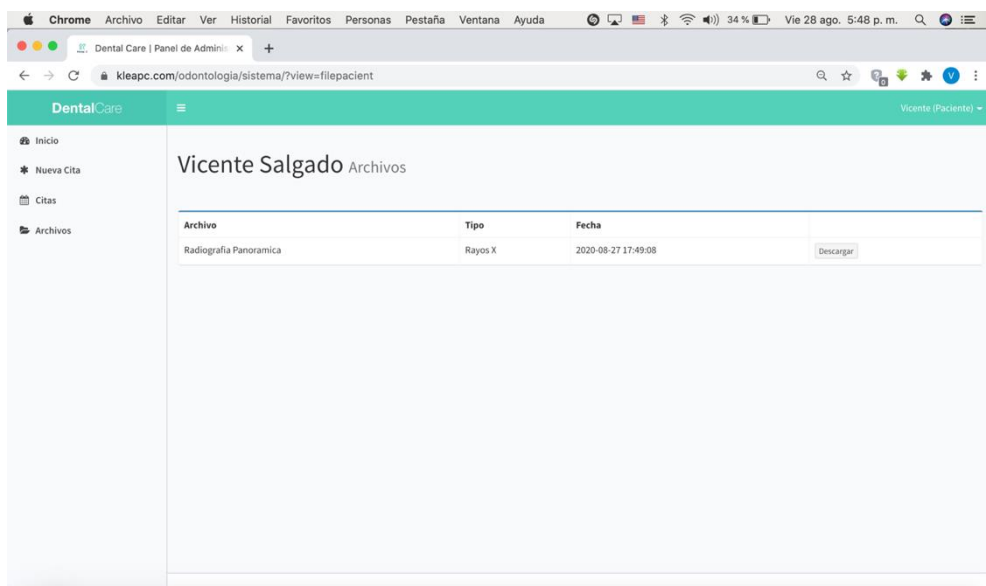 Chrome Archivo Editar Ver Historial Favoritos Personas Pestaña Ventana Ayuda 34 % Vie 28 ago. 5:48 p. m.
Dental Care | Panel de Adminis
kleapc.com/odontologia/sistema/?view=filepacient V
DentalCare Vicente (Paciente)
Inicio
Nueva Cita
Citas
Archivos
Vicente Salgado Archivos
Archivo Tipo Fecha
Radiografia Panoramica Rayos X 2020-08-27 17:49:08 Descargar